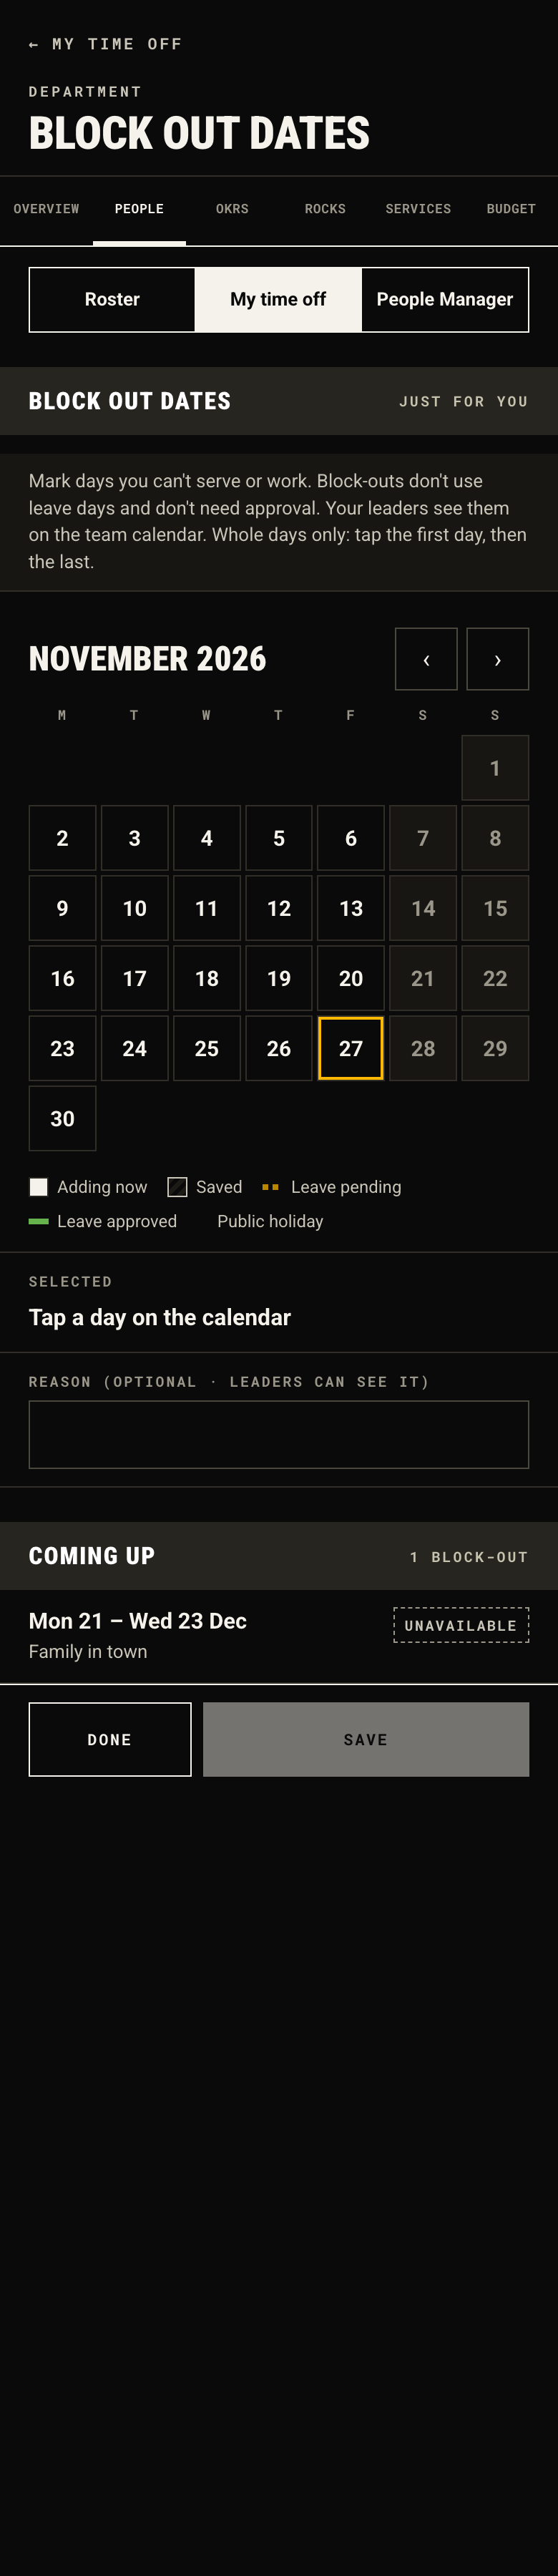 ← MY TIME OFF
DEPARTMENT
BLOCK OUT DATES
OVERVIEW PEOPLE OKRS ROCKS SERVICES BUDGET
Roster My time off People Manager
BLOCK OUT DATES JUST FOR YOU
Mark days you can't serve or work. Block-outs don't use
leave days and don't need approval. Your leaders see them
on the team calendar. Whole days only: tap the first day, then
the last.
NOVEMBER 2026 ‹ ›
M T W T F S S
1
2 3 4 5 6 7 8
9 10 11 12 13 14 15
16 17 18 19 20 21 22
23 24 25 26 27 28 29
30
Adding now Saved Leave pending
Leave approved Public holiday
SELECTED
Tap a day on the calendar
REASON (OPTIONAL · LEADERS CAN SEE IT)
COMING UP 1 BLOCK-OUT
Mon 21 – Wed 23 Dec UNAVAILABLE
Family in town
DONE SAVE